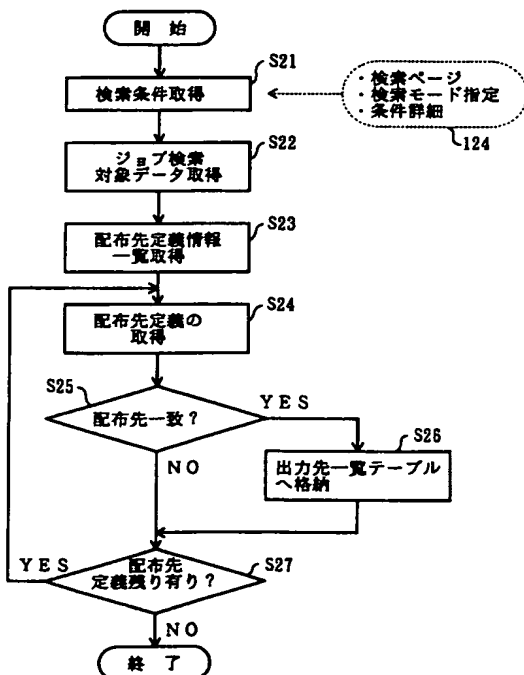 開始
S21
検索条件取得
・検索ページ
・検索モード指定
・条件詳細
124
S22
ジョブ検索
対象データ取得
S23
配布先定義情報
一覧取得
S24
配布先定義の
取得
S25
配布先一致?
YES
NO
S26
出力先一覧テーブル
へ格納
S27
配布先
定義残り有り?
YES
NO
終了